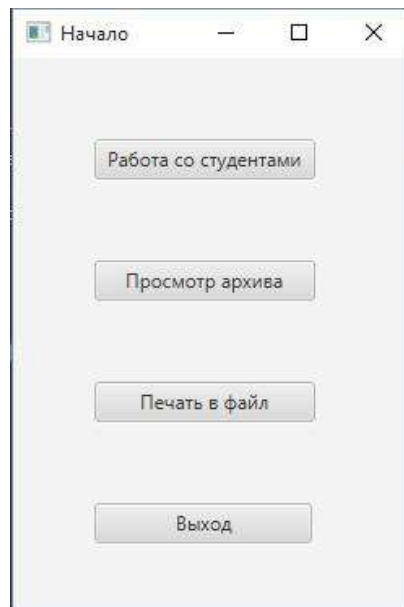 Начало
Работа со студентами
Просмотр архива
Печать в файл
Выход